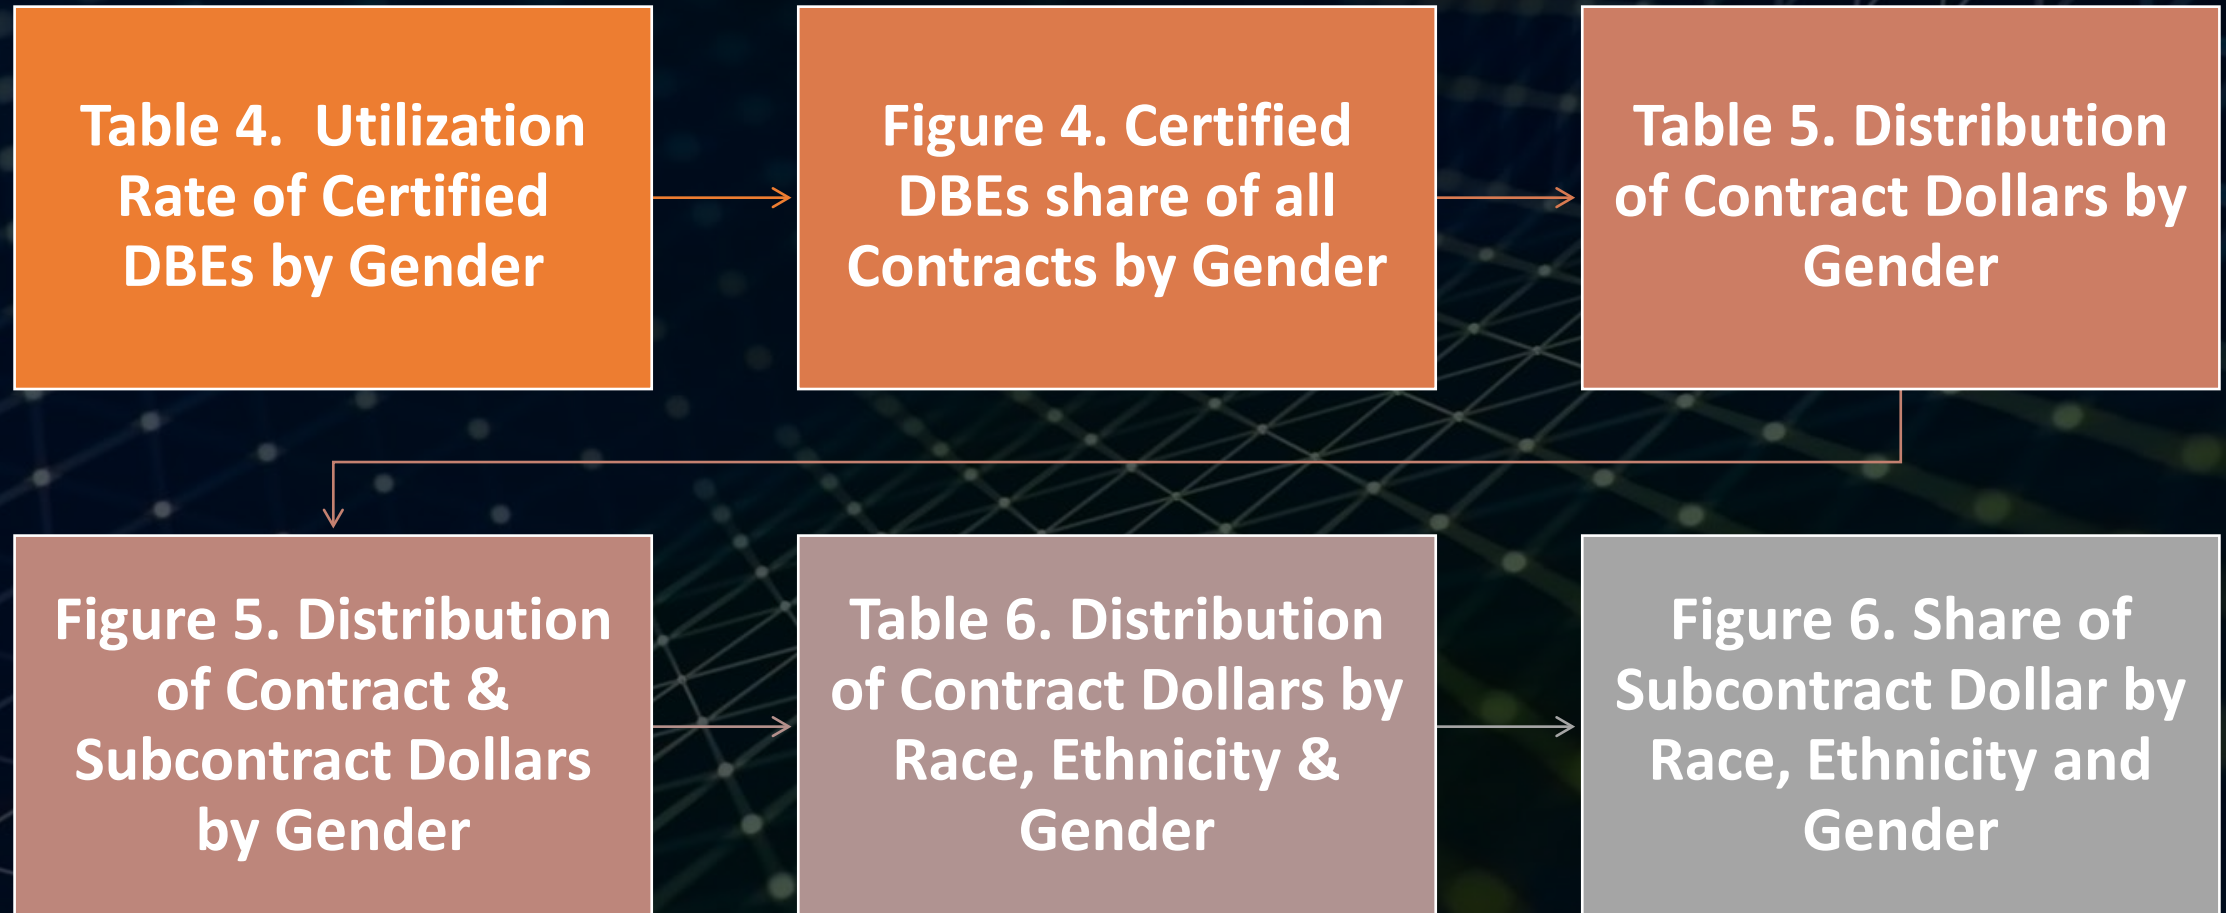 Table 4.  Utilization
Rate of Certified
DBEs by Gender
Figure 4. Certified
DBEs share of all
Contracts by Gender
Table 5. Distribution
of Contract Dollars by
Gender
Figure 5. Distribution
of Contract &
Subcontract Dollars
by Gender
Table 6. Distribution
of Contract Dollars by
Race, Ethnicity &
Gender
Figure 6. Share of
Subcontract Dollar by
Race, Ethnicity and
Gender